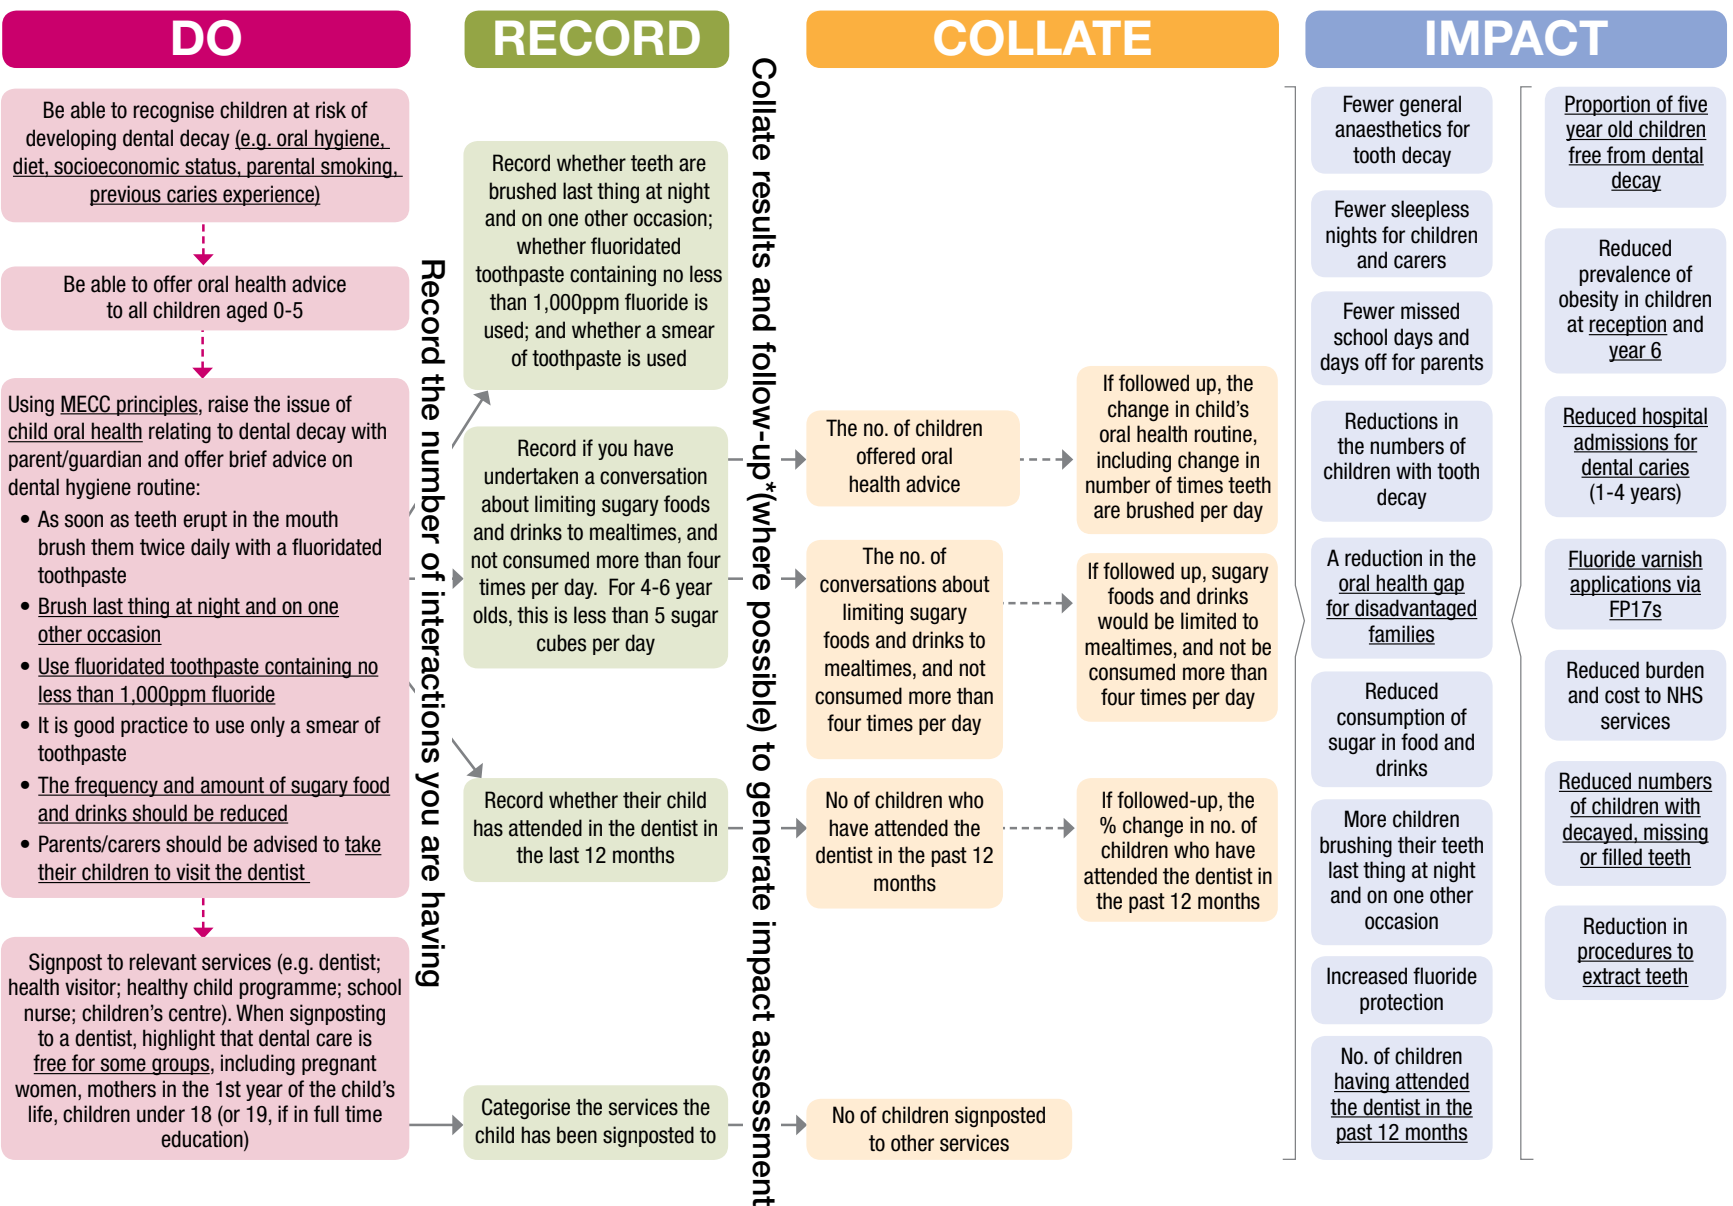 DO
Be able to recognise children at risk of
developing dental decay (e.g. oral hygiene,
diet, socioeconomic status, parental smoking,
previous caries experience)
Be able to offer oral health advice
to all children aged 0-5
Using MECC principles, raise the issue of
child oral health relating to dental decay with
parent/guardian and offer brief advice on
dental hygiene routine:
• As soon as teeth erupt in the mouth
brush them twice daily with a fluoridated
toothpaste
• Brush last thing at night and on one
other occasion
• Use fluoridated toothpaste containing no
less than 1,000ppm fluoride
• It is good practice to use only a smear of
toothpaste
• The frequency and amount of sugary food
and drinks should be reduced
• Parents/carers should be advised to take
their children to visit the dentist
Signpost to relevant services (e.g. dentist;
health visitor; healthy child programme; school
nurse; children's centre). When signposting
to a dentist, highlight that dental care is
free for some groups, including pregnant
women, mothers in the 1st year of the child's
life, children under 18 (or 19, if in full time
education)
Record the number of interactions you are having
RECORD
Record whether teeth are
brushed last thing at night
and on one other occasion;
whether fluoridated
toothpaste containing no less
than 1,000ppm fluoride is
used; and whether a smear
of toothpaste is used
Record if you have
undertaken a conversation
about limiting sugary foods
and drinks to mealtimes, and
not consumed more than four
times per day. For 4-6 year
olds, this is less than 5 sugar
cubes per day
Record whether their child
has attended in the dentist in
the last 12 months
Categorise the services the
child has been signposted to
Collate results and follow-up*(where possible) to generate impact assessment
COLLATE
The no. of children
offered oral
health advice
If followed up, the
change in child's
oral health routine,
including change in
number of times teeth
are brushed per day
The no. of
conversations about
limiting sugary
foods and drinks to
mealtimes, and not
consumed more than
four times per day
If followed up, sugary
foods and drinks
would be limited to
mealtimes, and not be
consumed more than
four times per day
No of children who
have attended the
dentist in the past 12
months
If followed-up, the
% change in no. of
children who have
attended the dentist in
the past 12 months
No of children signposted
to other services
IMPACT
Fewer general
anaesthetics for
tooth decay
Fewer sleepless
nights for children
and carers
Fewer missed
school days and
days off for parents
Reductions in
the numbers of
children with tooth
decay
A reduction in the
oral health gap
for disadvantaged
families
Reduced
consumption of
sugar in food and
drinks
More children
brushing their teeth
last thing at night
and on one other
occasion
Increased fluoride
protection
No. of children
having attended
the dentist in the
past 12 months
Proportion of five
year old children
free from dental
decay
Reduced
prevalence of
obesity in children
at reception and
year 6
Reduced hospital
admissions for
dental caries
(1-4 years)
Fluoride varnish
applications via
FP17s
Reduced burden
and cost to NHS
services
Reduced numbers
of children with
decayed, missing
or filled teeth
Reduction in
procedures to
extract teeth